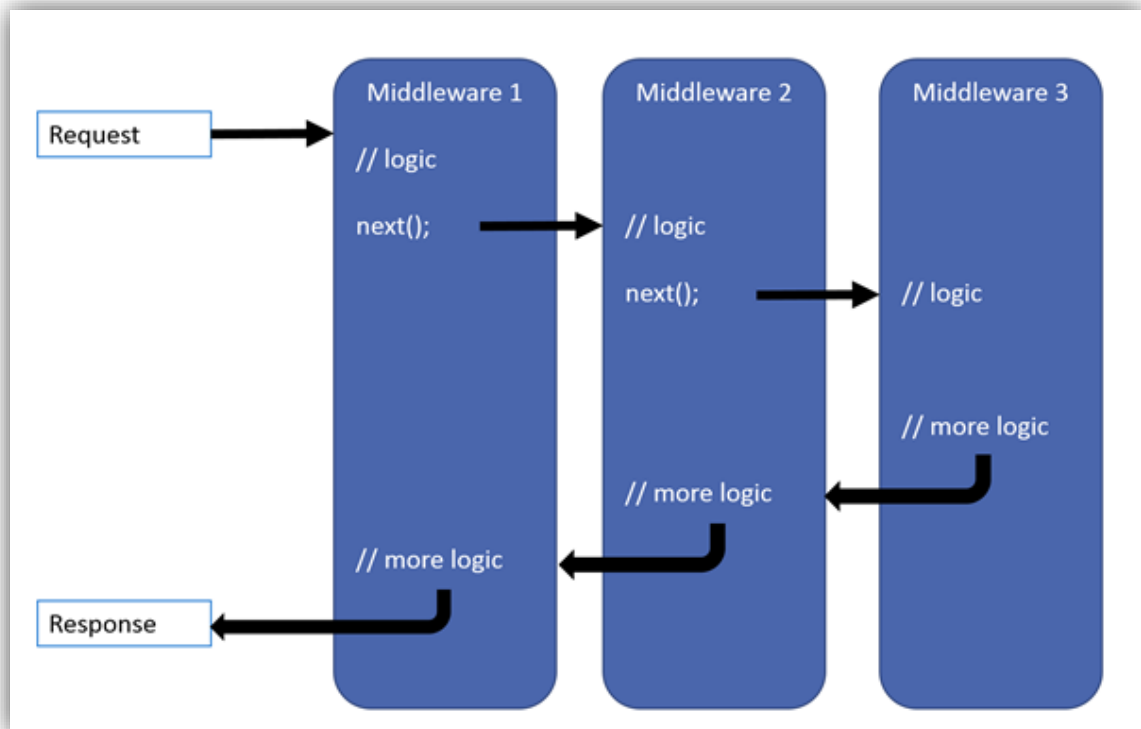 Middleware 1
Middleware 2
Middleware 3
Request
// logic
next();
// logic
next();
// logic
// more logic
// more logic
// more logic
Response